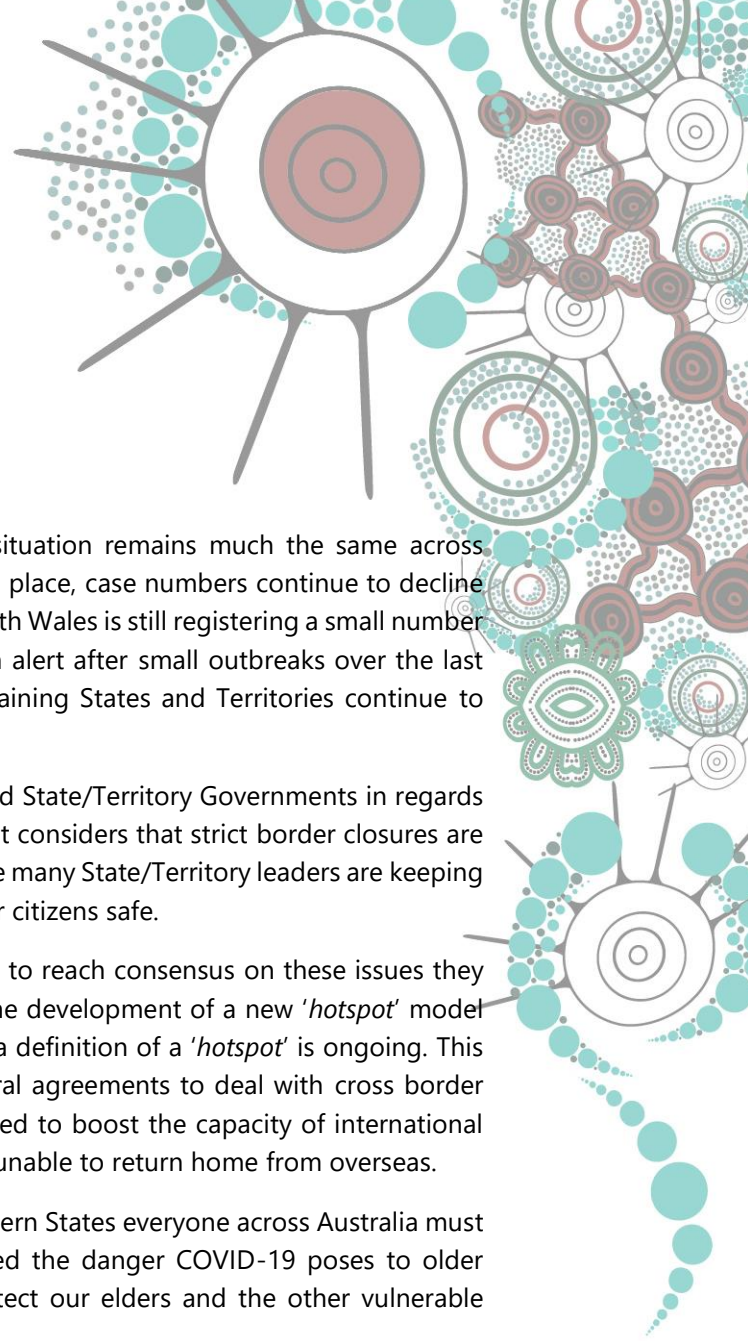 situation remains much the same across
place, case numbers continue to decline
th Wales is still registering a small number
alert after small outbreaks over the last
aining States and Territories continue to
d State/Territory Governments in regards
t considers that strict border closures are
e many State/Territory leaders are keeping
r citizens safe.
to reach consensus on these issues they
he development of a new ‘hotspot’ model
a definition of a ‘hotspot’ is ongoing. This
ral agreements to deal with cross border
ed to boost the capacity of international
unable to return home from overseas.
ern States everyone across Australia must
ed the danger COVID-19 poses to older
tect our elders and the other vulnerable